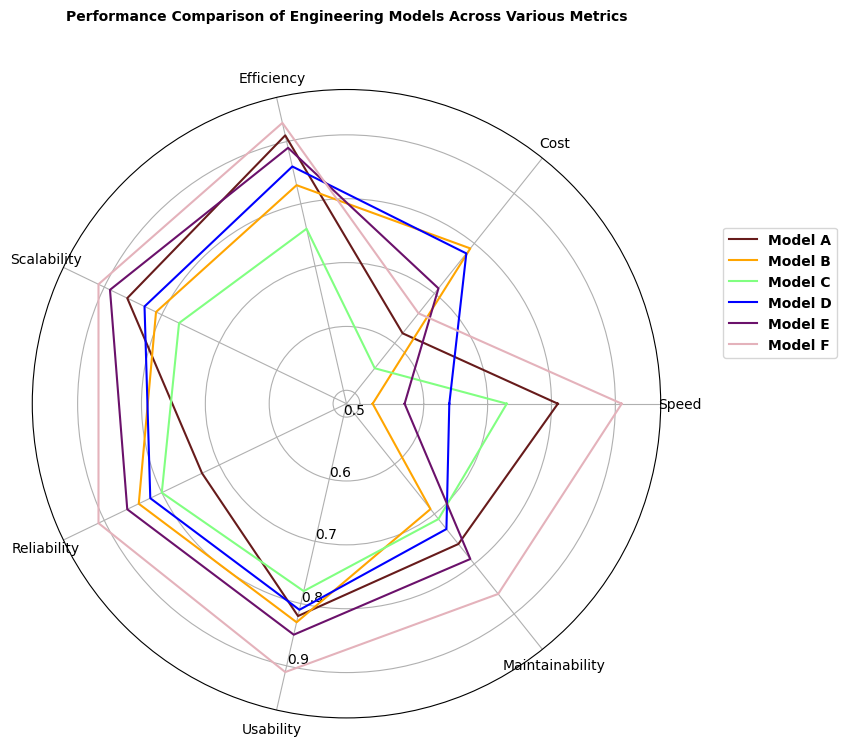 Performance Comparison of Engineering Models Across Various Metrics
Efficiency
Cost
Scalability
Speed
Reliability
Usability
Maintainability
0.5
0.6
0.7
0.8
0.9
Model A
Model B
Model C
Model D
Model E
Model F